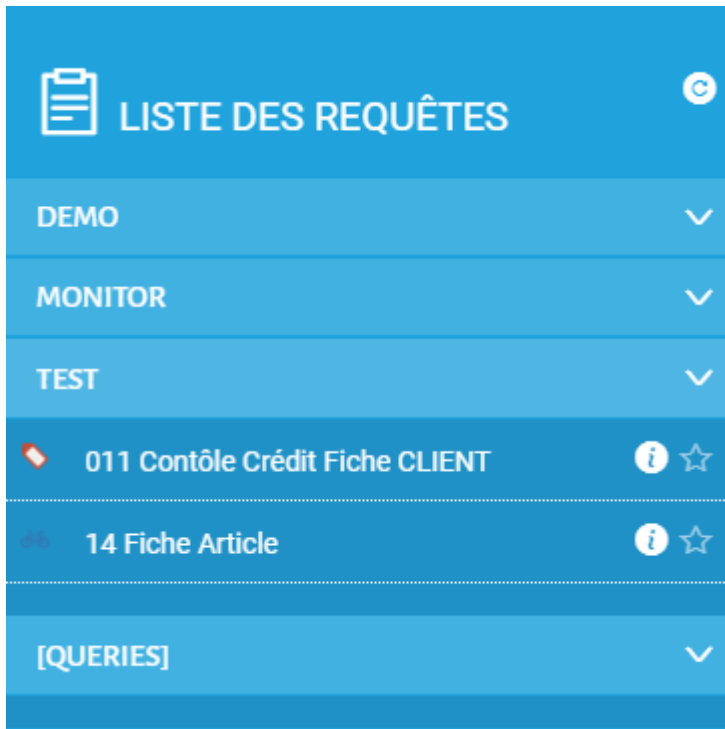 LISTE DES REQUÊTES
DEMO
MONITOR
TEST
011 Contôle Crédit Fiche CLIENT
14 Fiche Article
[QUERIES]